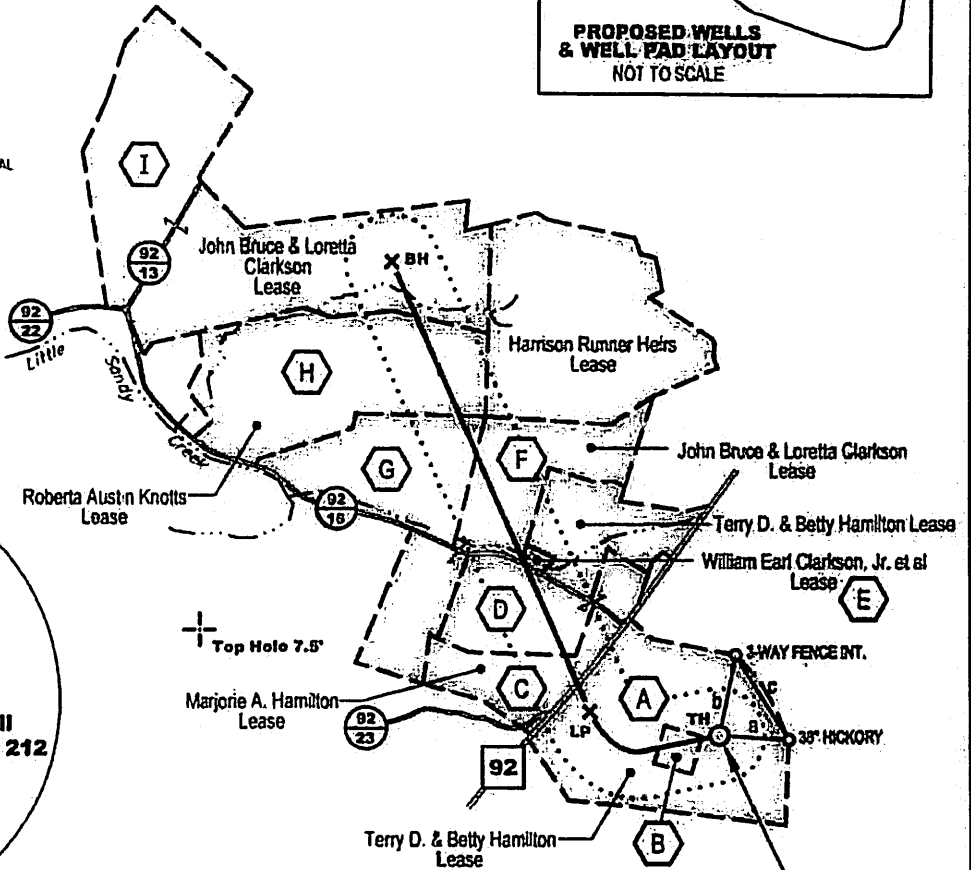 PROPOSED WELLS
& WELL PAD LAYOUT
NOT TO SCALE
I
92
13
John Bruce & Loretta
Clarkson
Lease
BH
92
22
Little
Sandy
Creek
Harrison Runner Heirs
Lease
H
F
G
John Bruce & Loretta Clarkson
Lease
Roberta Austin Knotts
Lease
92
16
Terry D. & Betty Hamilton Lease
William Earl Clarkson, Jr. et al
Lease
E
D
Top Hole 7.5'
3-WAY FENCE INT.
C
A
b
c
Marjorie A. Hamilton
Lease
92
23
LP
TH
a
38" HICKORY
212
92
B
Terry D. & Betty Hamilton
Lease